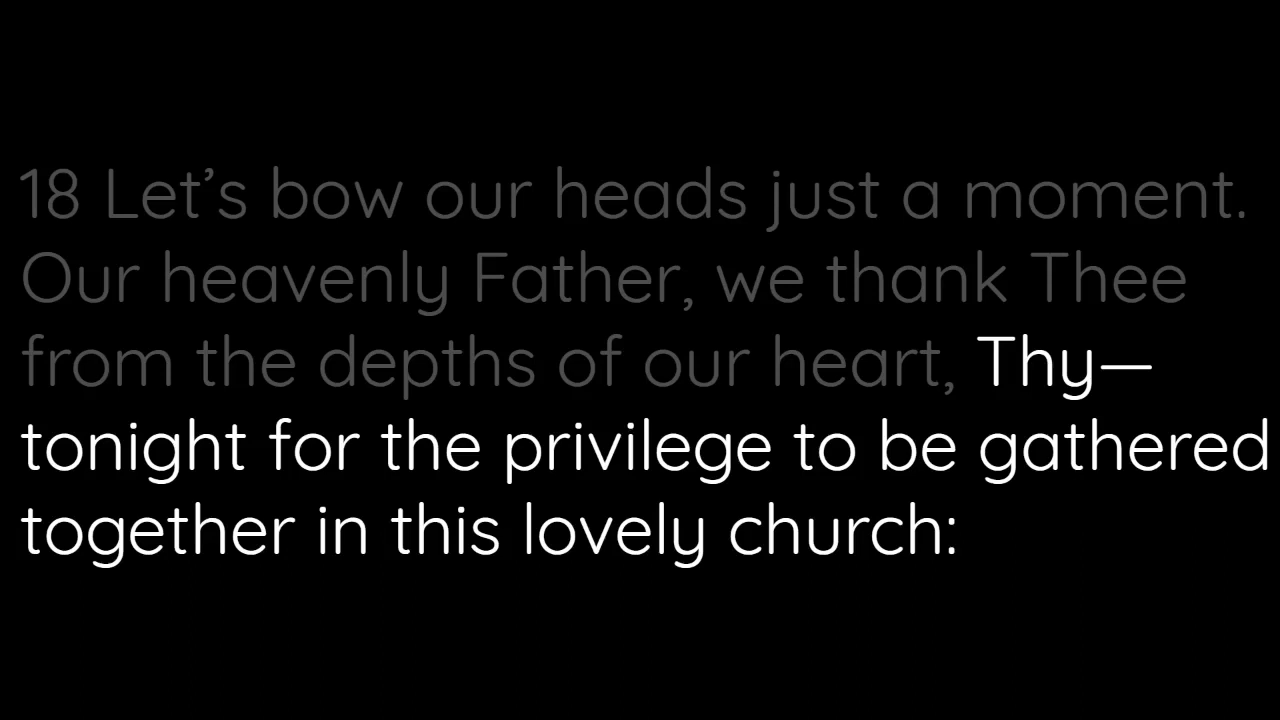 18 Let’s bow our heads just a moment.
Our heavenly Father, we thank Thee
from the depths of our heart, Thy—
tonight for the privilege to be gathered
together in this lovely church: